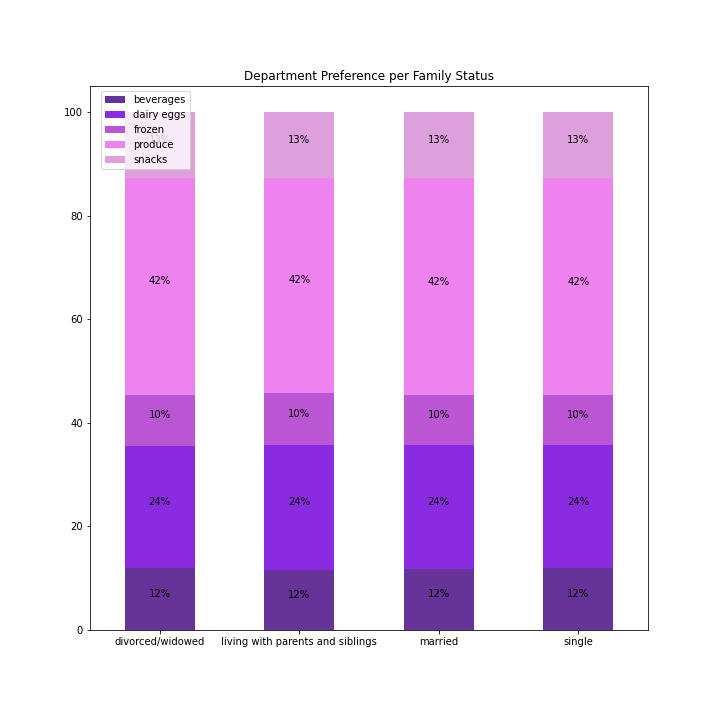 Department Preference per Family Status
beverages
dairy eggs
frozen
produce
snacks
100
80
60
40
20
0
13% 13% 13%
42% 42% 42% 42%
10% 10% 10% 10%
24% 24% 24% 24%
12% 12% 12% 12%
divorced/widowed living with parents and siblings married single